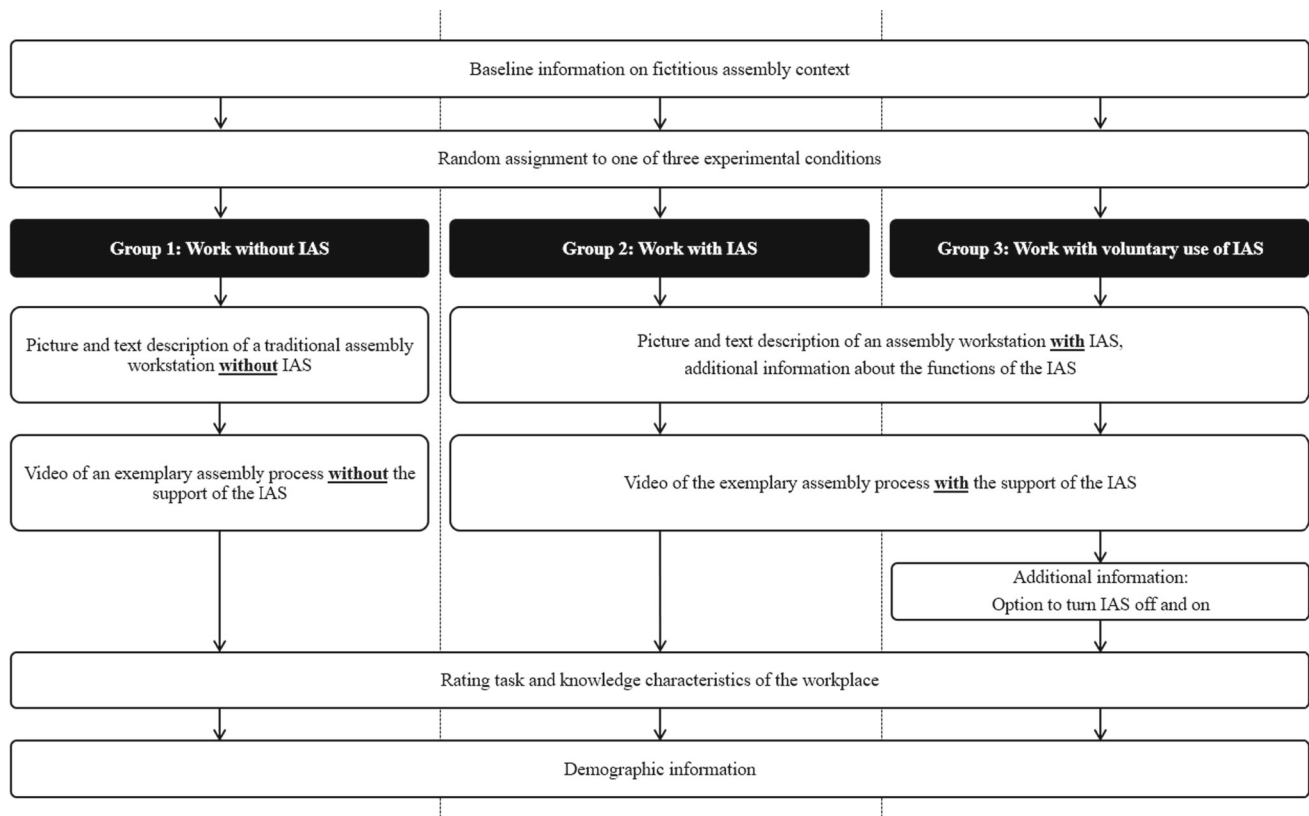 Baseline information on fictitious assembly context
Random assignment to one of three experimental conditions
Group 1: Work without IAS
Group 2: Work with IAS
Group 3: Work with voluntary use of IAS
Picture and text description of a traditional assembly
workstation without IAS
Picture and text description of an assembly workstation with IAS,
additional information about the functions of the IAS
Video of an exemplary assembly process without the
support of the IAS
Video of the exemplary assembly process with the support of the IAS
Additional information:
Option to turn IAS off and on
Rating task and knowledge characteristics of the workplace
Demographic information